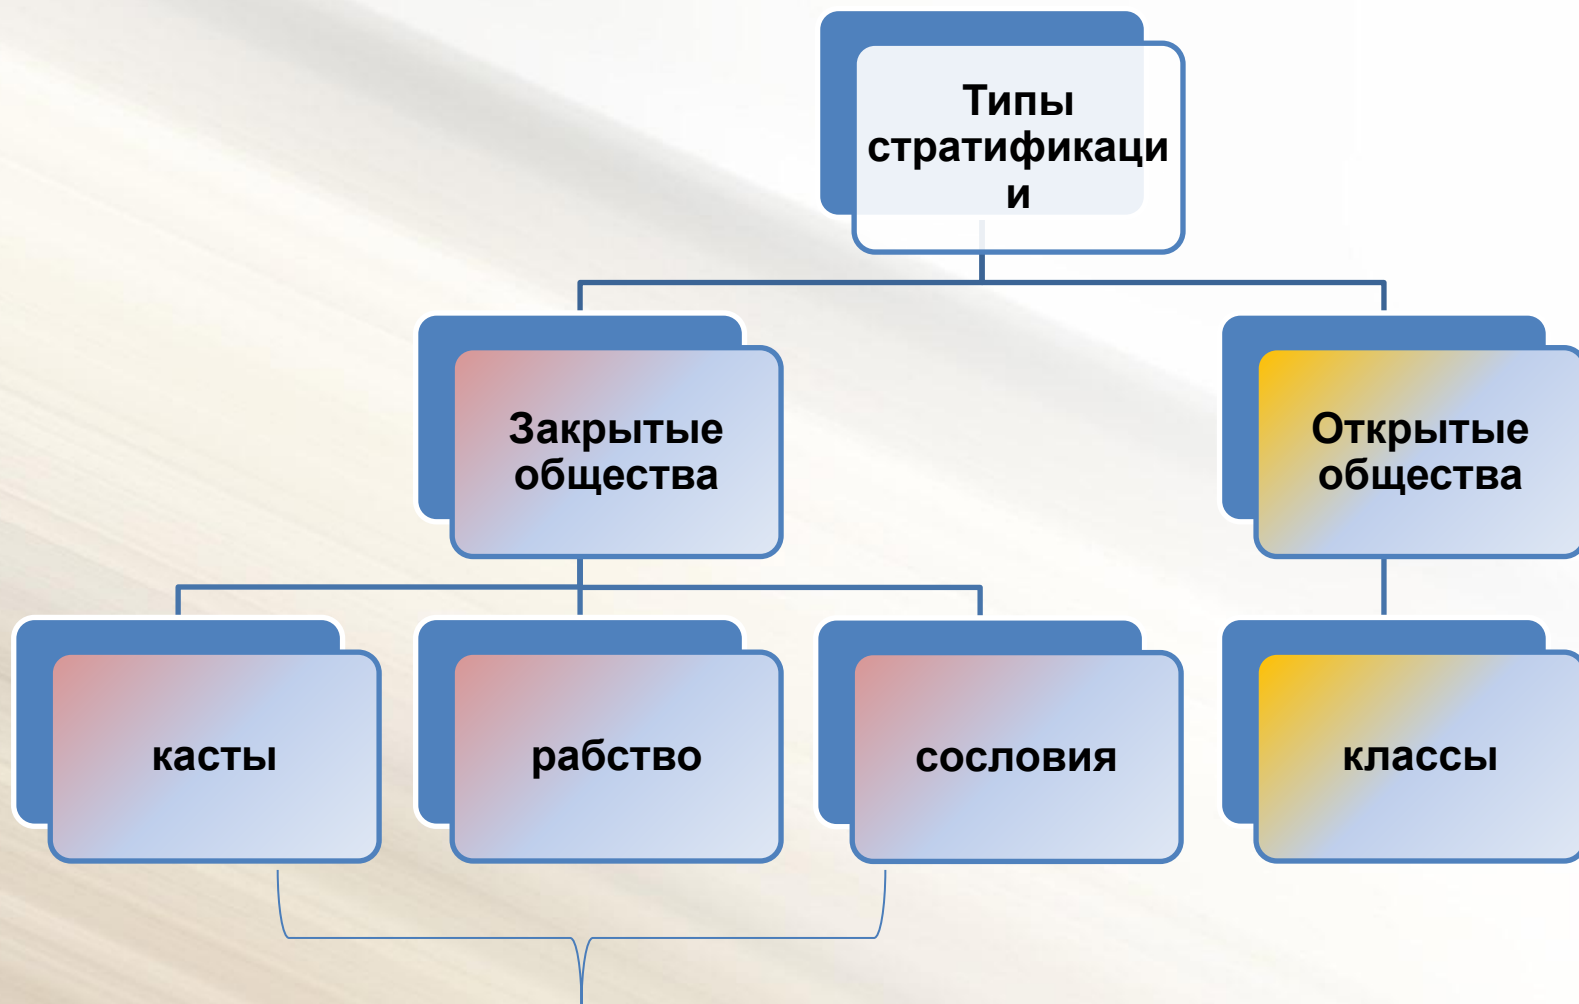 Типы
стратификаци
и
Закрытые
общества
Открытые
общества
касты
рабство
сословия
классы